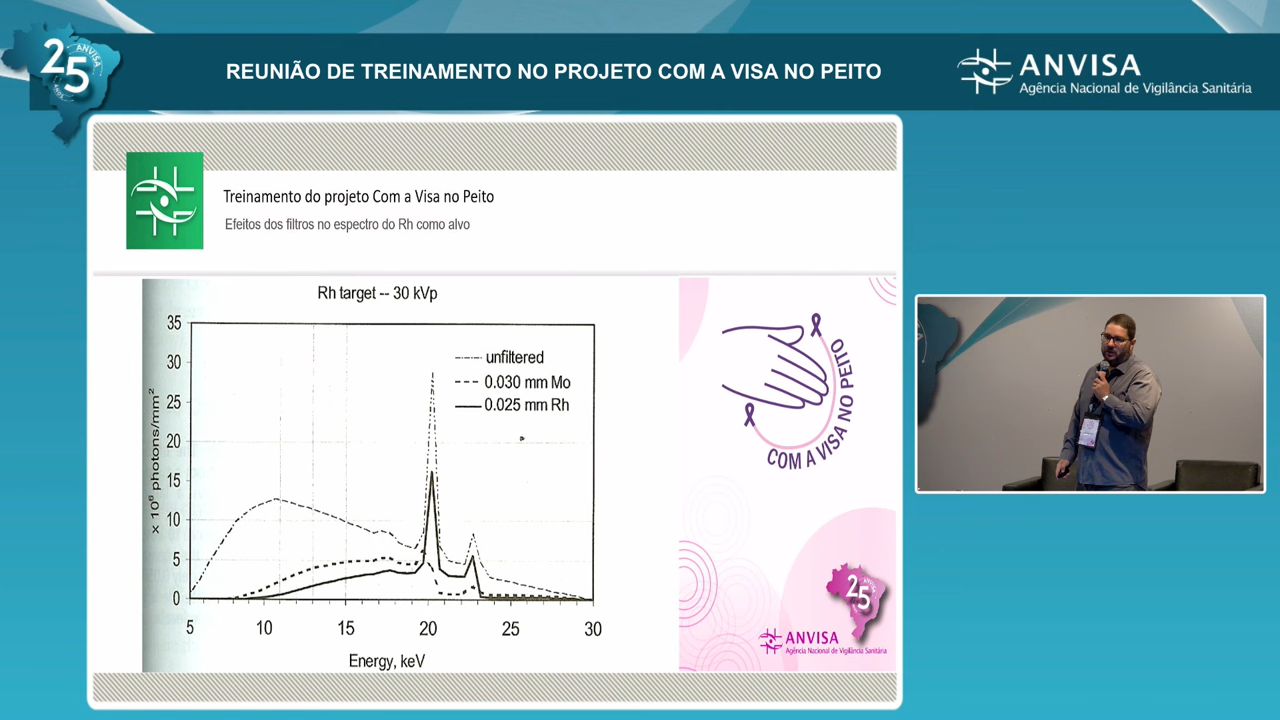 25
ANVISA
ANOS
REUNIÃO DE TREINAMENTO NO PROJETO COM A VISA NO PEITO
ANVISA
Agência Nacional de Vigilância Sanitária
Treinamento do projeto Com a Visa no Peito
Efeitos dos filtros no espectro do Rh como alvo
Rh target -- 30 kVp
x 10⁶ photons/mm²
35
30
25
20
15
10
5
0
unfiltered
0.030 mm Mo
0.025 mm Rh
5
10
15
20
25
30
Energy, keV
COM A VISA NO PEITO
25
ANVISA
ANVISA
Agência Nacional de Vigilância Sanitária